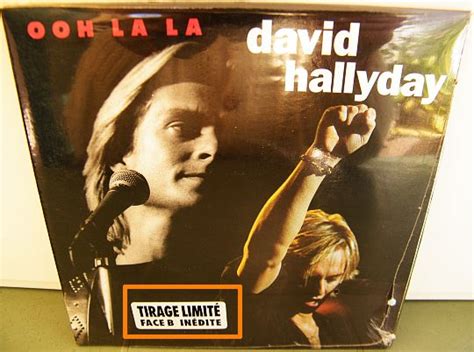 OOH LA LA
david
hallyday
TIRAGE LIMITÉ
FACE B INÉDITE